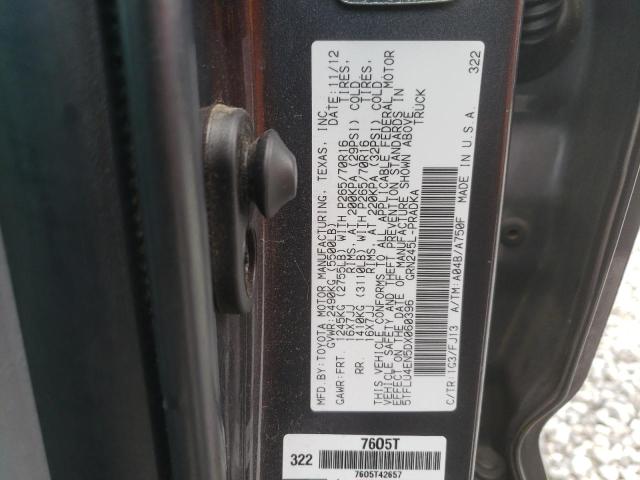 MFD.BY:TOYOTA MOTOR MANUFACTURING, TEXAS, INC. DATE: 11/12
GVWR:2490KG (5500LB)
GAWR:FRT. 1245KG (2755LB) WITH P265/70R16 TIRES,
16X7JJ RIMS, AT 200KPA (29PSI) COLD
RR. 1410KG (3110LB) WITH P265/70R16 TIRES,
16X7JJ RIMS, AT 220KPA (32PSI) COLD
THIS VEHICLE CONFORMS TO ALL APPLICABLE FEDERAL MOTOR
VEHICLE SAFETY AND THEFT PREVENTION STANDARDS IN
EFFECT ON THE DATE OF MANUFACTURE SHOWN ABOVE.
5TFLU4EN5DX060396 TRUCK
GRN245L-PRADKA
C/TR:1G3/FJ13 A/TM:A04B/A750F MADE IN U.S.A. 322
7605T
322
7605T42657